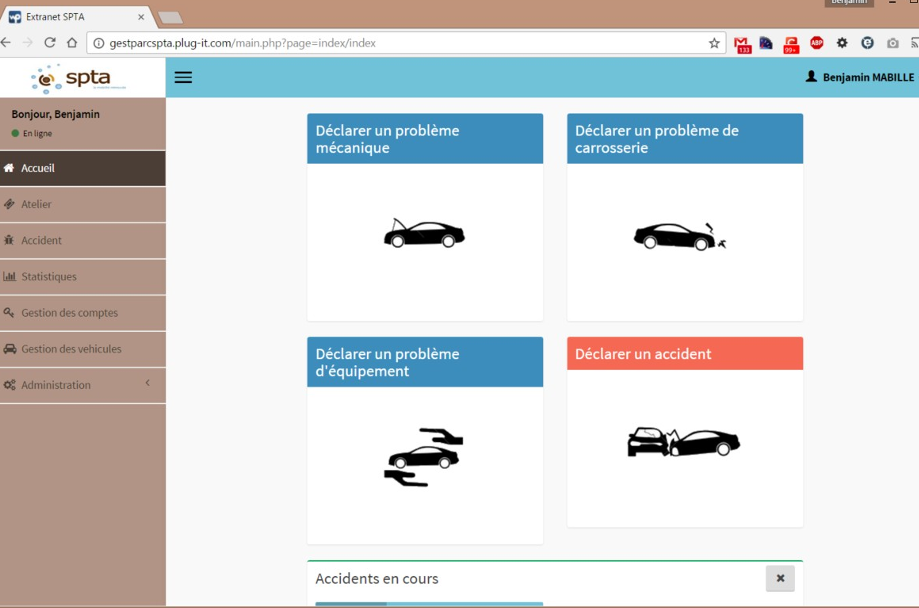 Benjamin
Extranet SPTA
gestparcspta.plug-it.com/main.php?page=index/index
133
99+
ABP
spta
Benjamin MABILLE
Bonjour, Benjamin
En ligne
Accueil
Atelier
Accident
Statistiques
Gestion des comptes
Gestion des vehicules
Administration
Déclarer un problème
mécanique
Déclarer un problème de
carrosserie
Déclarer un problème
d'équipement
Déclarer un accident
Accidents en cours